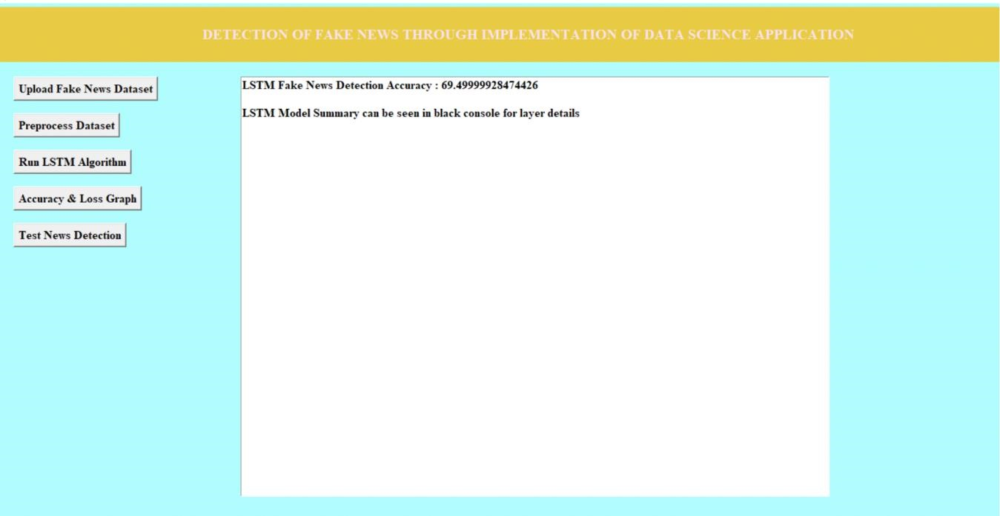 DETECTION OF FAKE NEWS THROUGH IMPLEMENTATION OF DATA SCIENCE APPLICATION
Upload Fake News Dataset
Preprocess Dataset
Run LSTM Algorithm
Accuracy & Loss Graph
Test News Detection
LSTM Fake News Detection Accuracy : 69.49999928474426
LSTM Model Summary can be seen in black console for layer details